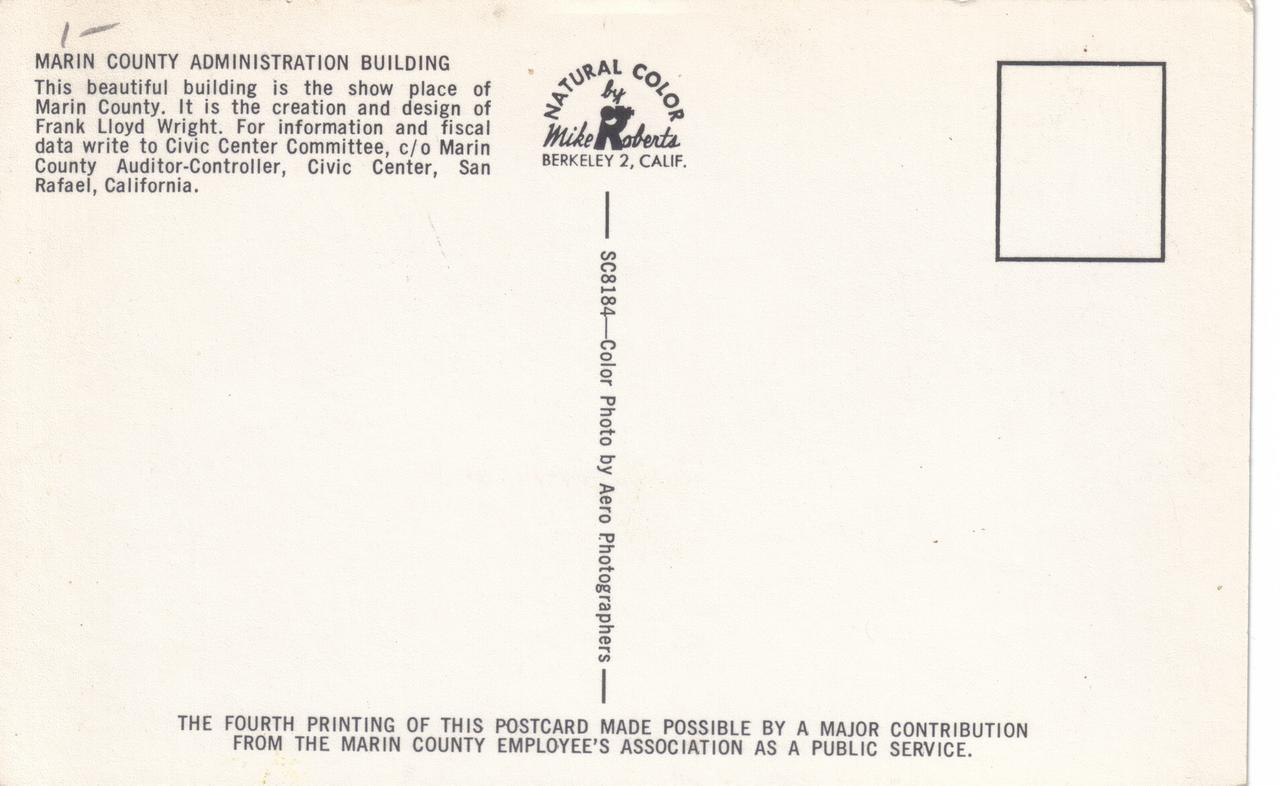 1-
MARIN COUNTY ADMINISTRATION BUILDING
This beautiful building is the show place of
Marin County. It is the creation and design of
Frank Lloyd Wright. For information and fiscal
data write to Civic Center Committee, c/o Marin
County Auditor-Controller, Civic Center, San
Rafael, California.
NATURAL COLOR
by
Mike Roberts
BERKELEY 2, CALIF.
SC8184—Color Photo by Aero Photographers
THE FOURTH PRINTING OF THIS POSTCARD MADE POSSIBLE BY A MAJOR CONTRIBUTION
FROM THE MARIN COUNTY EMPLOYEE'S ASSOCIATION AS A PUBLIC SERVICE.